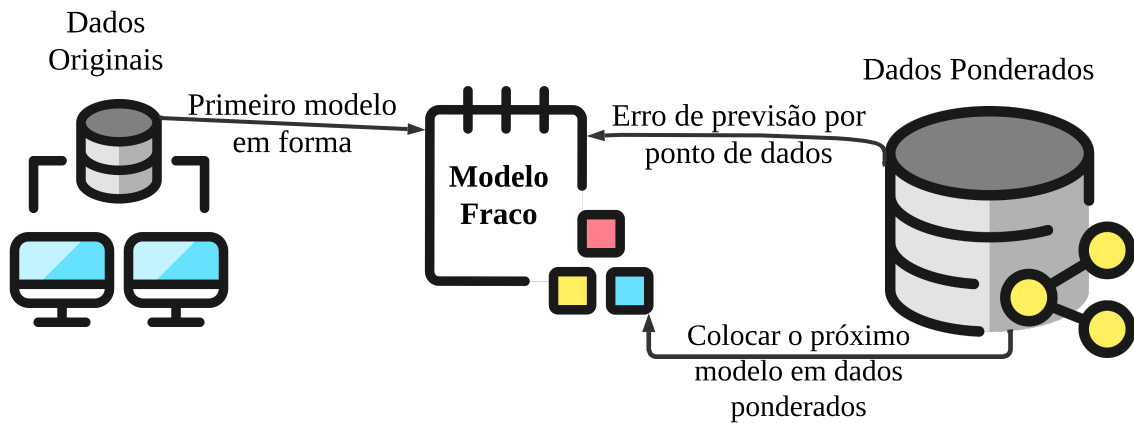 Dados
Originais
Primeiro modelo
em forma
Modelo
Fraco
Erro de previsão por
ponto de dados
Dados Ponderados
Colocar o próximo
modelo em dados
ponderados